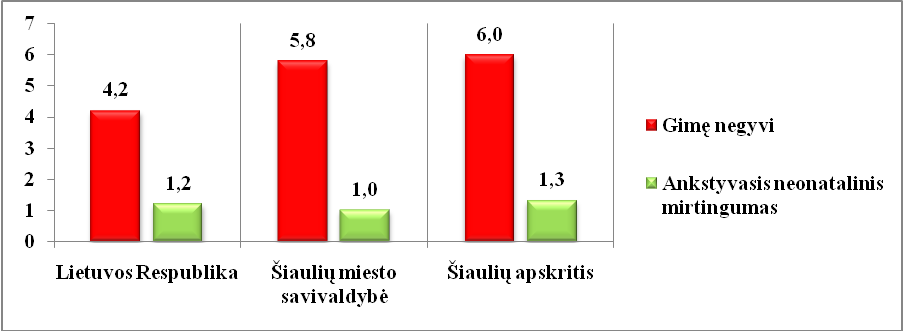 7
6
5
4
3
2
1
0
4,2
1,2
5,8
1,0
6,0
1,3
Lietuvos Respublika
Šiaulių miesto
savivaldybė
Šiaulių apskritis
Gimę negyvi
Ankstyvasis neonatalinis
mirtingumas